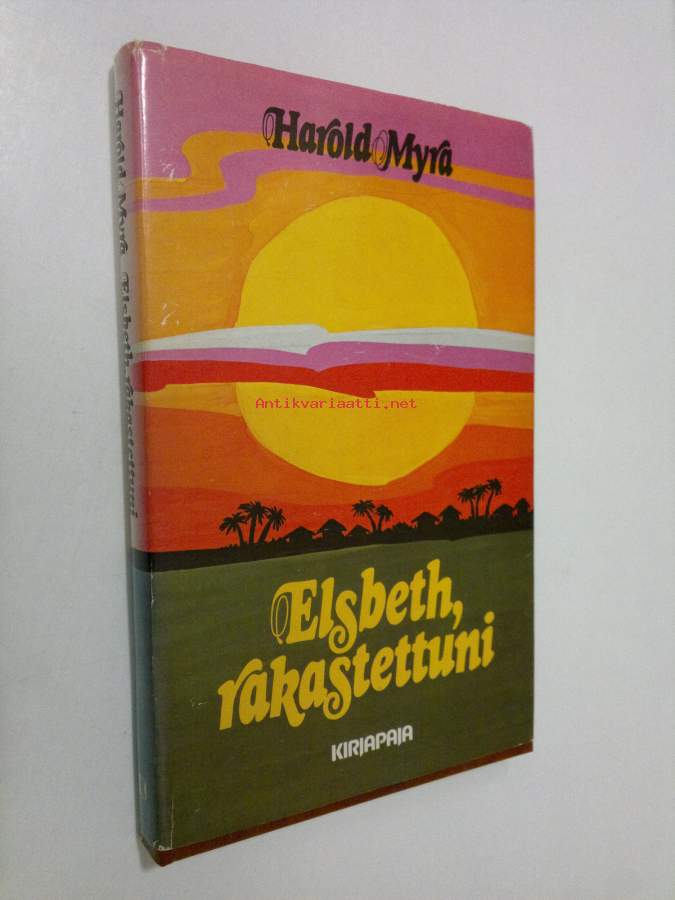 Harold Myra
Elsbeth,
rakastettuni
KIRJAPAJA
Harold Myra Elsbeth, rakastettuni
Antikvariaatti.net